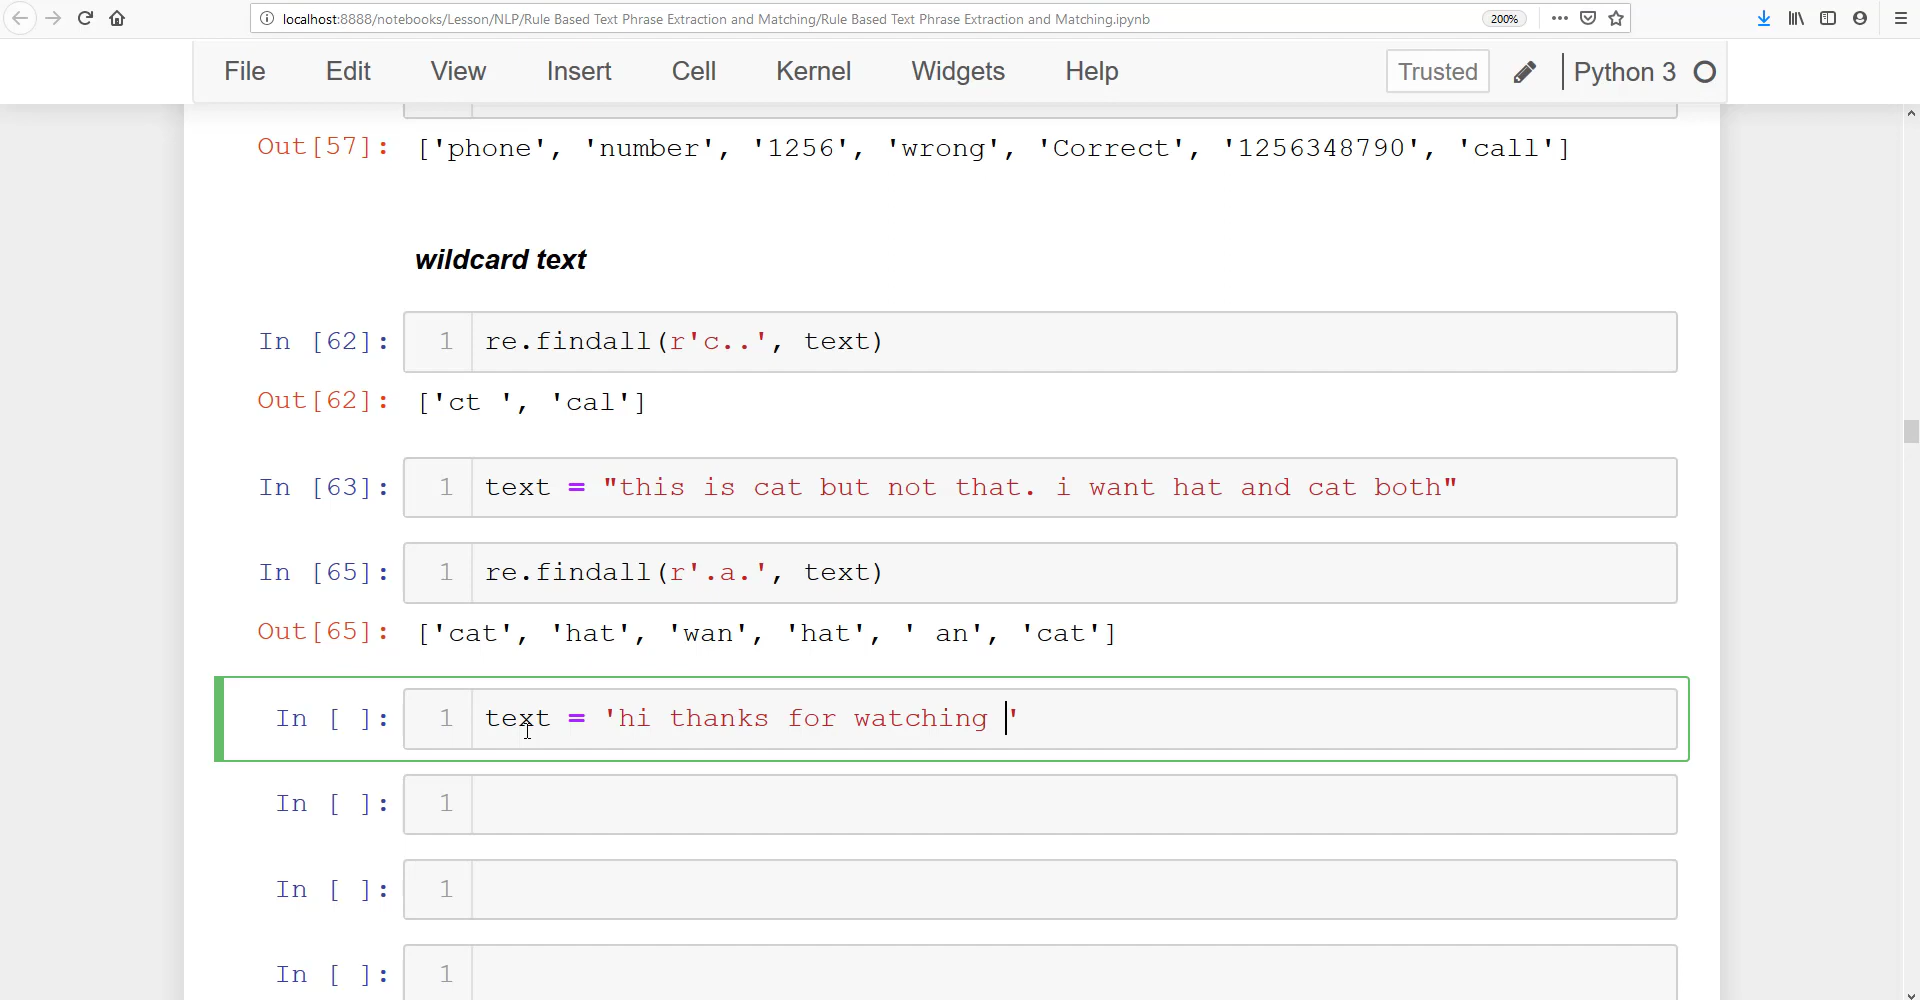 localhost:8888/notebooks/Lesson/NLP/Rule Based Text Phrase Extraction and Matching/Rule Based Text Phrase Extraction and Matching.ipynb 200%
File Edit View Insert Cell Kernel Widgets Help Trusted Python 3
Out[57]: ['phone', 'number', '1256', 'wrong', 'Correct', '1256348790', 'call']
wildcard text
In [62]: 1 re.findall(r'c..', text)
Out[62]: ['ct ', 'cal']
In [63]: 1 text = "this is cat but not that. i want hat and cat both"
In [65]: 1 re.findall(r'.a.', text)
Out[65]: ['cat', 'hat', 'wan', 'hat', ' an', 'cat']
In [ ]: 1 text = 'hi thanks for watching '
In [ ]: 1
In [ ]: 1
In [ ]: 1